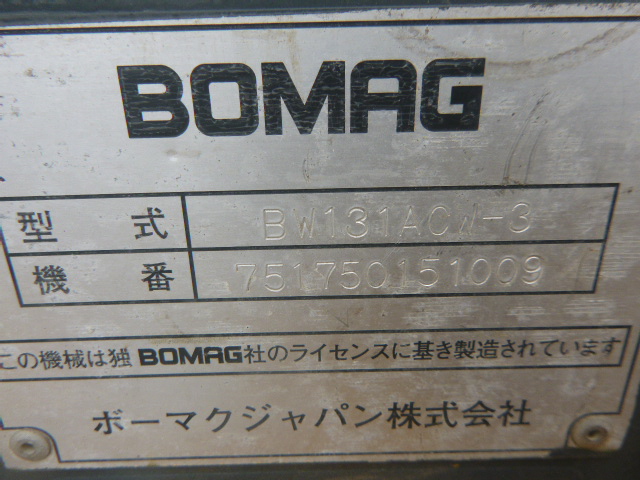 BOMAG
型式 BW131ACW-3
機番 751750151009
この機械は独BOMAG社のライセンスに基き製造されています
ボーマクジャパン株式会社